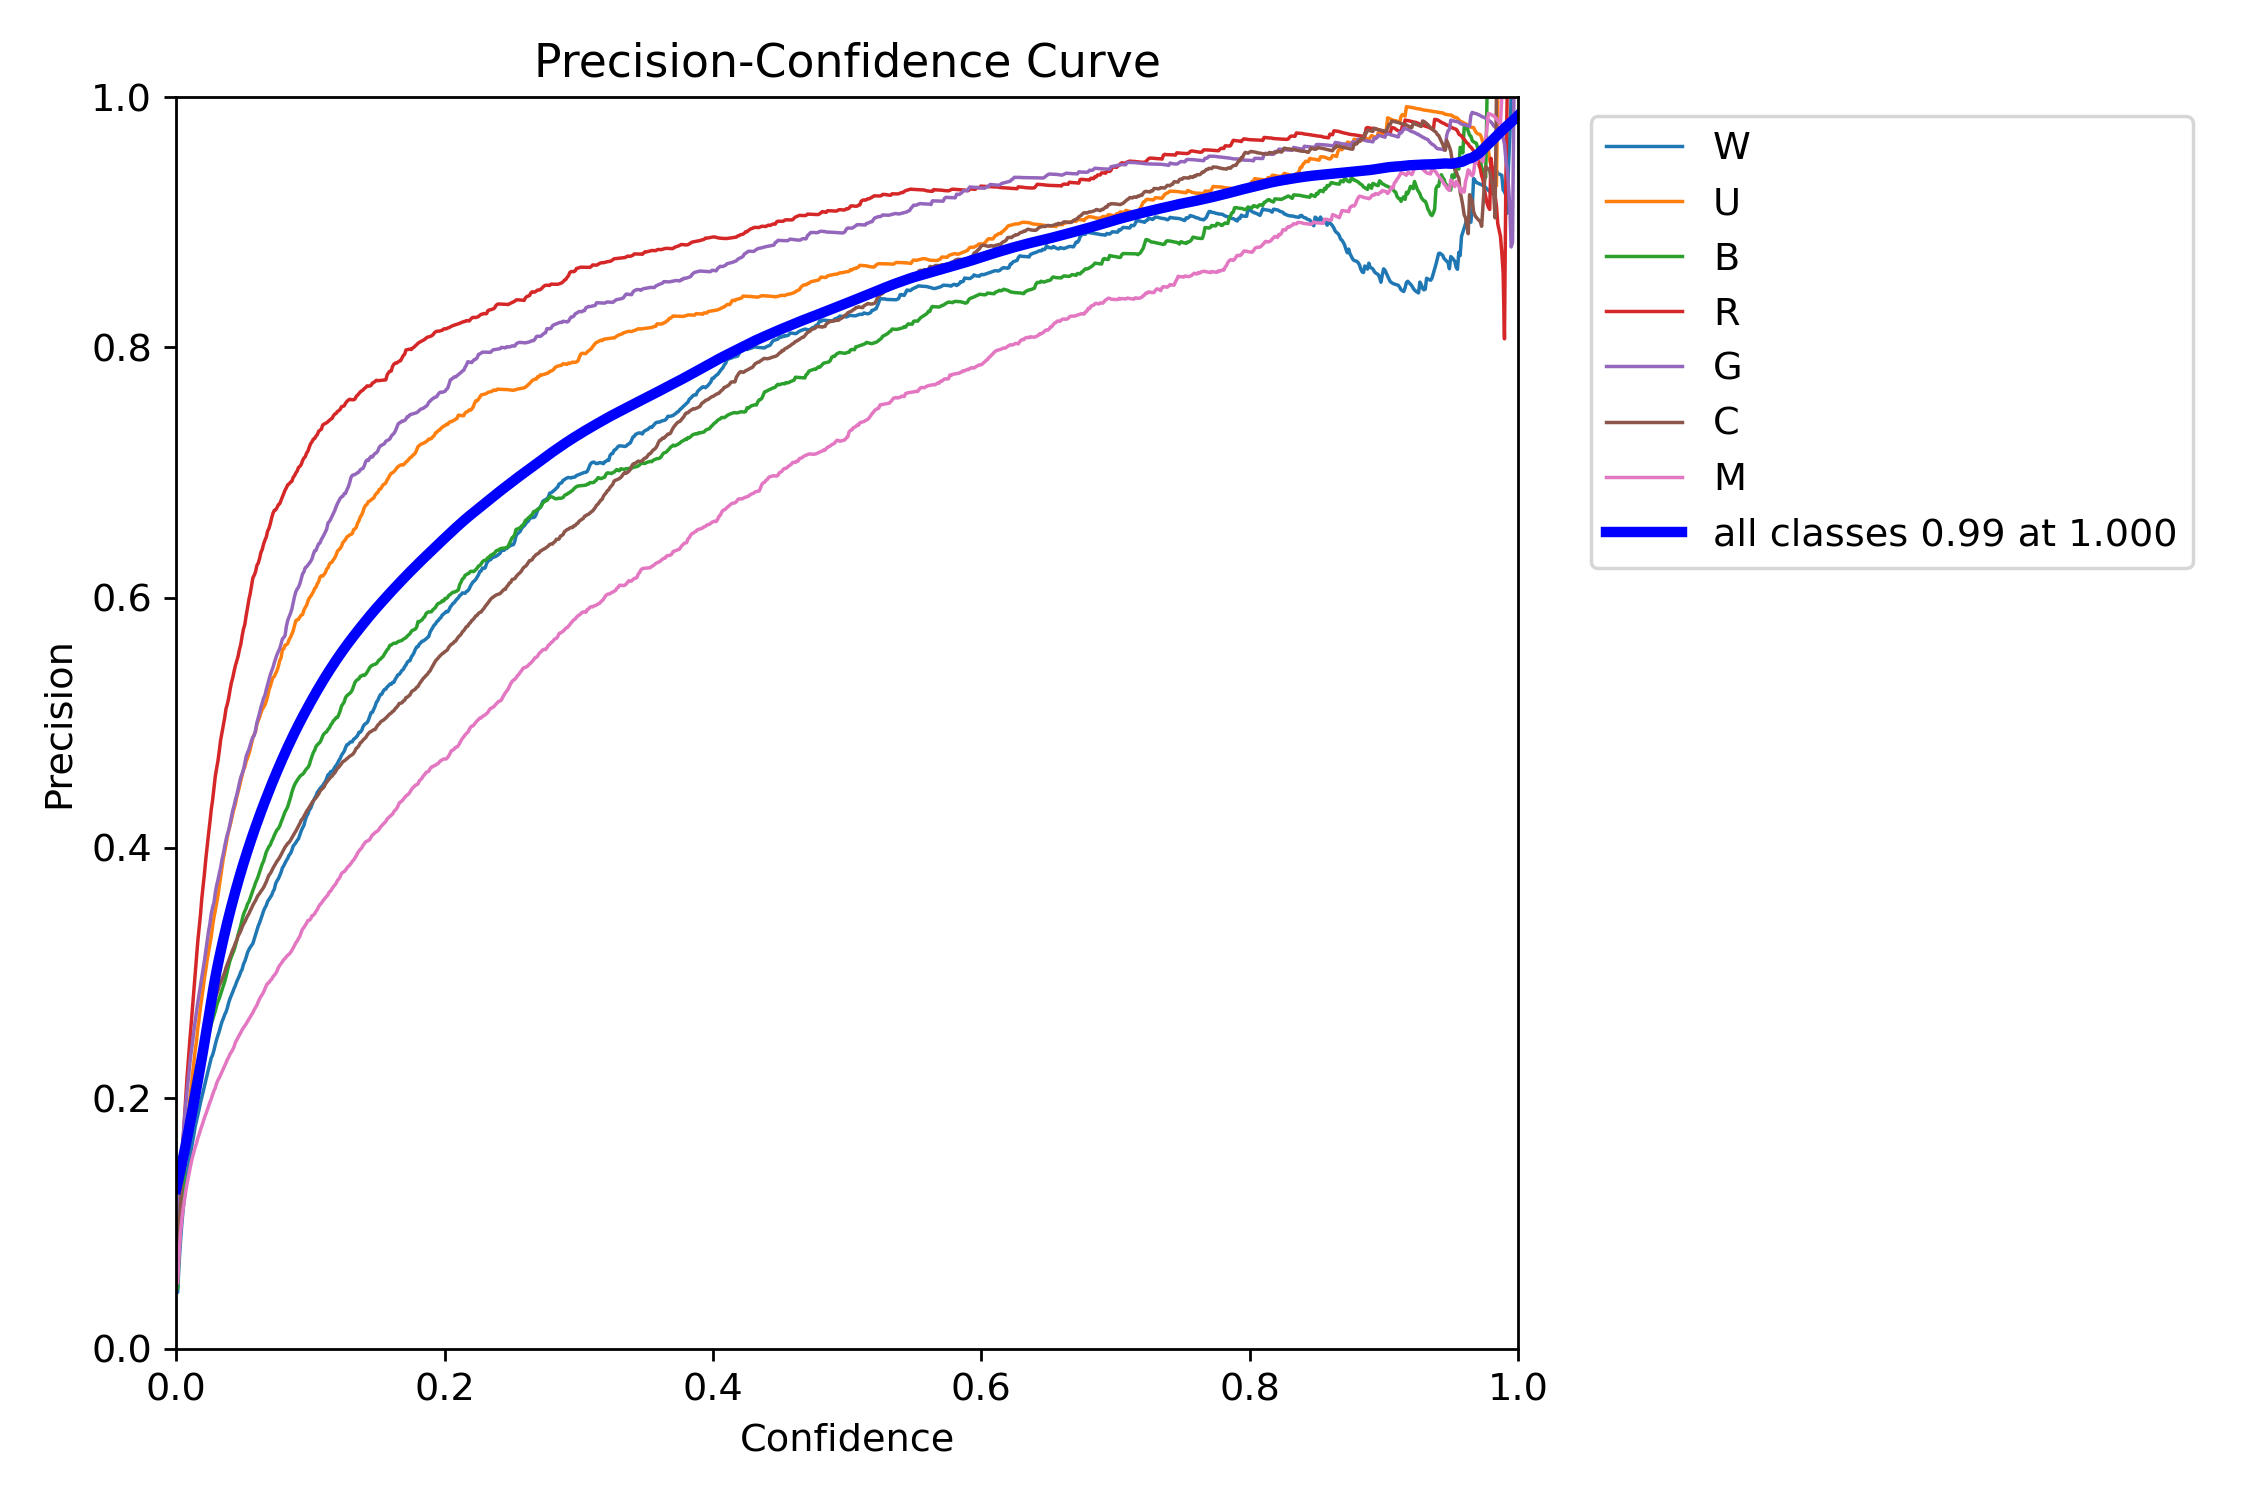 Precision-Confidence Curve
1.0
0.8
0.6
0.4
0.2
0.0
Precision
0.0 0.2 0.4 0.6 0.8 1.0
Confidence
W
U
B
R
G
C
M
all classes 0.99 at 1.000